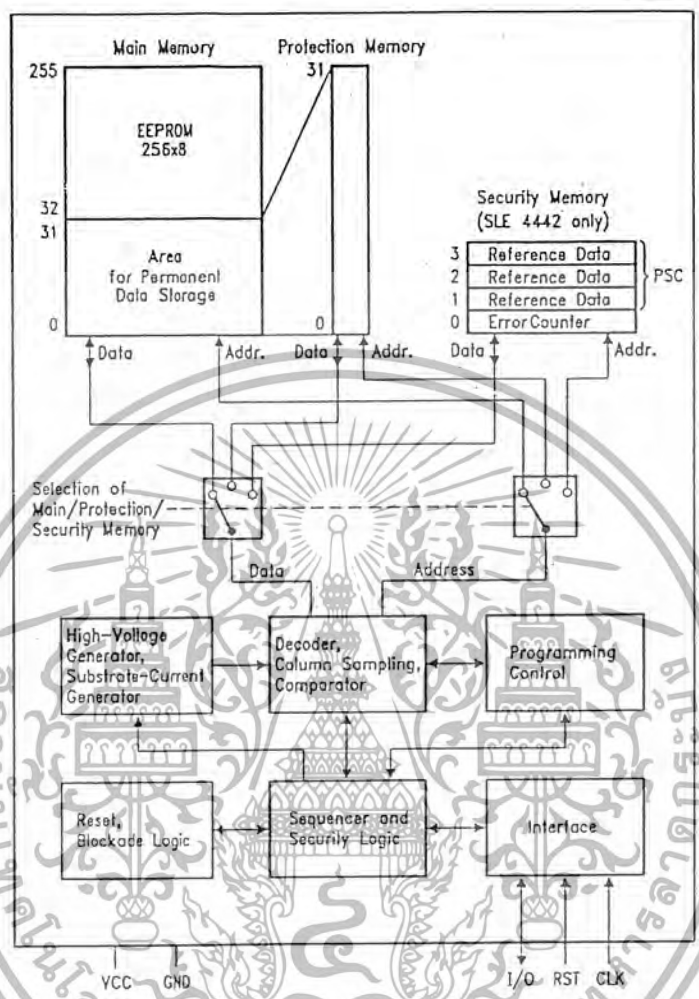 Main Memory
Protection Memory
255
31
EEPROM
256x8
32
31
Area
for Permanent
Data Storage
0
0
Security Memory
(SLE 4442 only)
3 Reference Data
2 Reference Data
1 Reference Data
0 ErrorCounter
PSC
Data
Addr.
Data
Addr.
Data
Addr.
Selection of
Main/Protection/
Security Memory
Data
Address
High-Voltage
Generator,
Substrate-Current
Generator
Decoder,
Column Sampling,
Comparator
Programming
Control
Reset,
Blockade Logic
Sequencer and
Security Logic
Interface
VCC
GND
I/O
RST
CLK